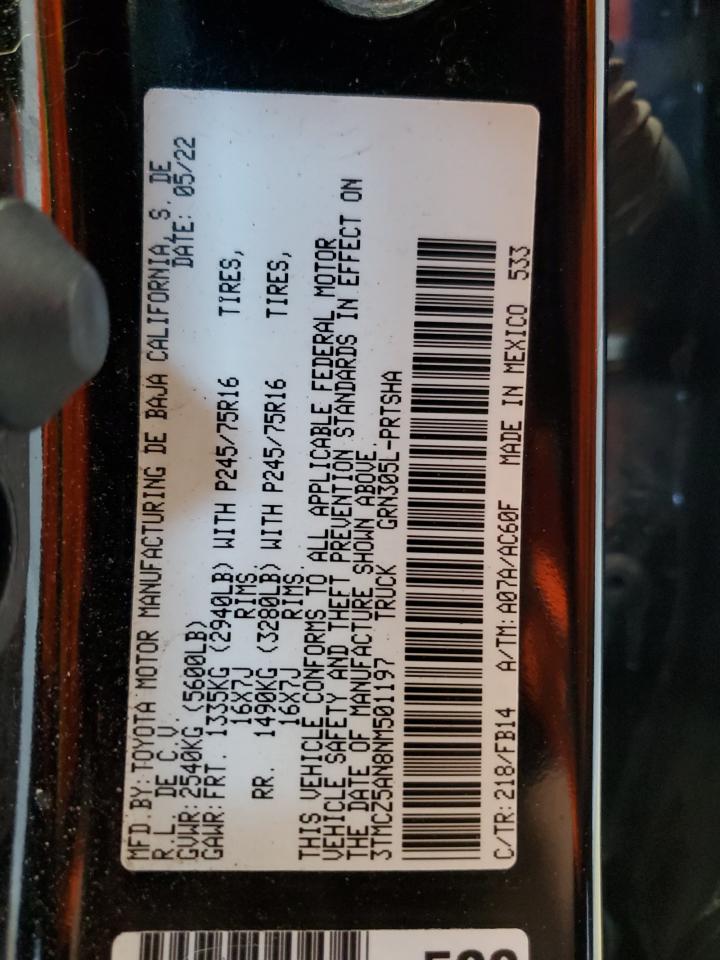 MFD.BY:TOYOTA MOTOR MANUFACTURING DE BAJA CALIFORNIA,S. DE
R.L. DE C.V. DATE: 05/22
GVWR:2540KG (5600LB)
GAWR:FRT. 1335KG (2940LB) WITH P245/75R16 TIRES,
16X7J RIMS.
RR. 1490KG (3280LB) WITH P245/75R16 TIRES,
16X7J RIMS.
THIS VEHICLE CONFORMS TO ALL APPLICABLE FEDERAL MOTOR
VEHICLE SAFETY AND THEFT PREVENTION STANDARDS IN EFFECT ON
THE DATE OF MANUFACTURE SHOWN ABOVE.
3TMCZ5AN8NM501197 TRUCK GRN305L-PRTSHA
C/TR:218/FB14 A/TM:A07A/AC60F MADE IN MEXICO 533